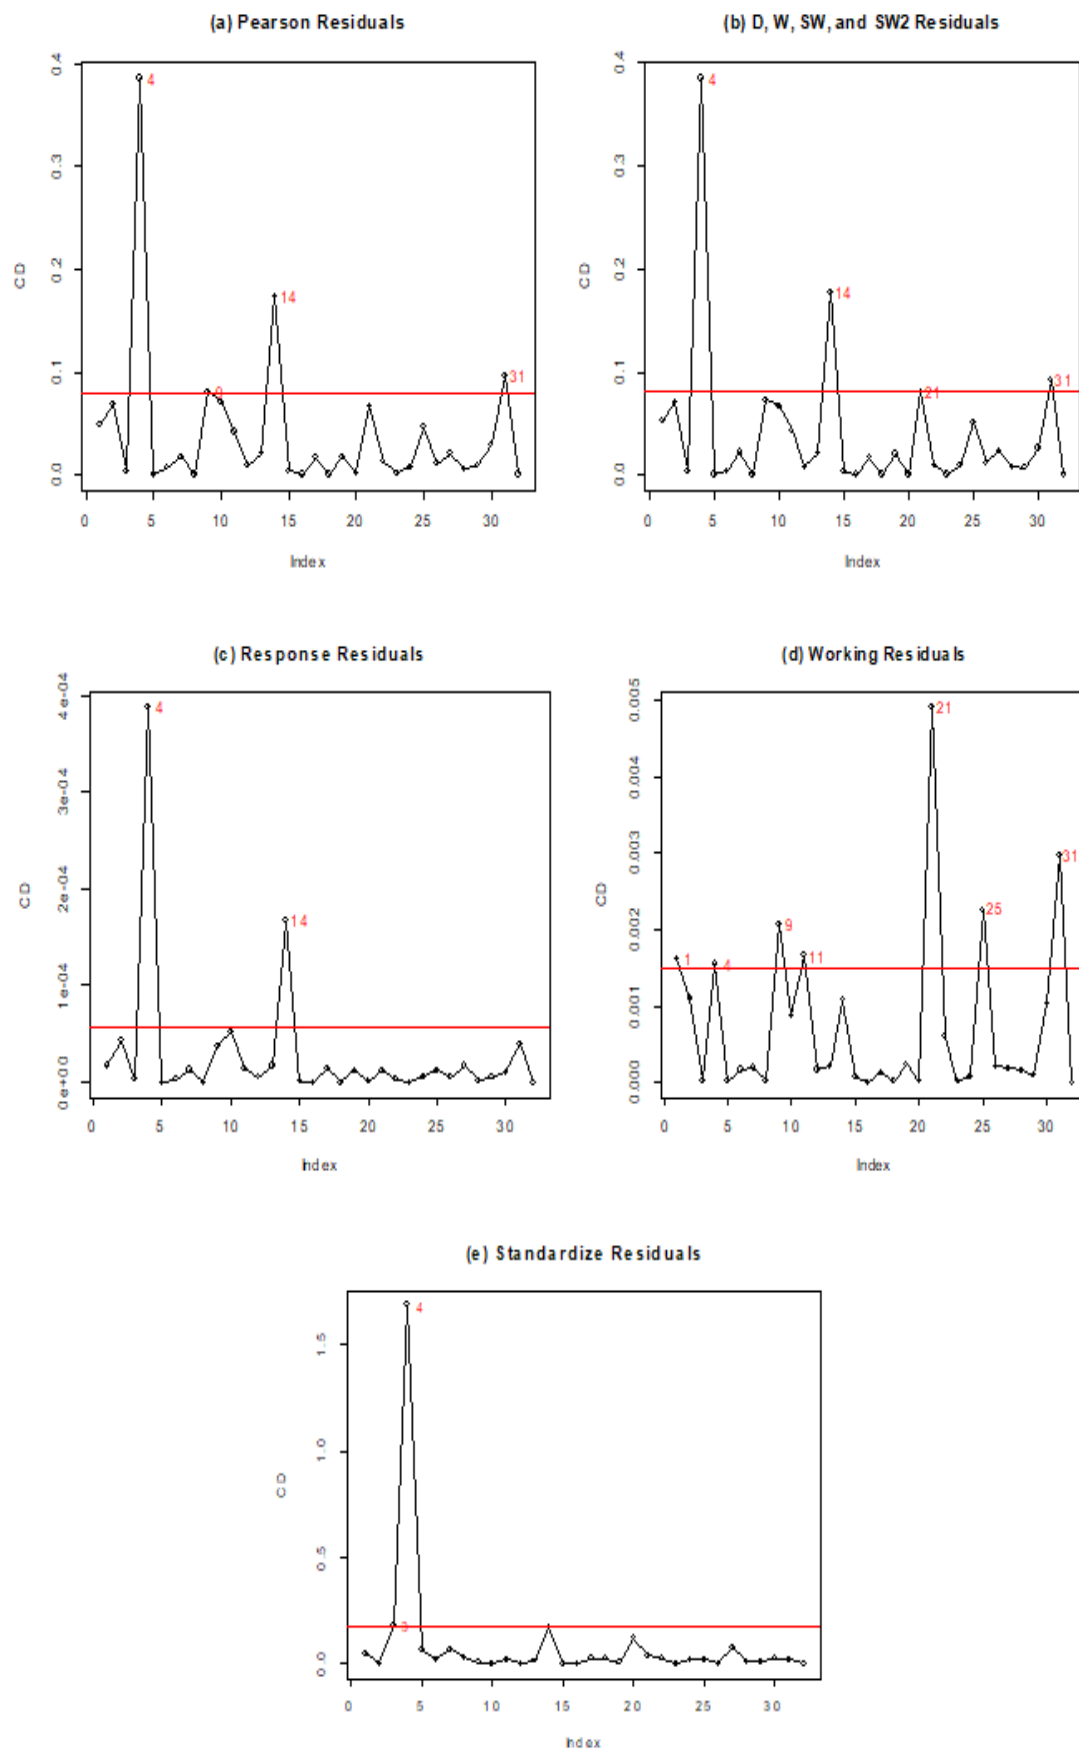 (a) Pearson Residuals
CD
0.4
0.3
0.2
0.1
0.0
4
9
14
31
0 5 10 15 20 25 30
Index
(b) D, W, SW, and SW2 Residuals
CD
0.4
0.3
0.2
0.1
0.0
4
14
21
31
0 5 10 15 20 25 30
Index
(c) Response Residuals
CD
4e-04
3e-04
2e-04
1e-04
0e+00
4
14
0 5 10 15 20 25 30
Index
(d) Working Residuals
CD
0.005
0.004
0.003
0.002
0.001
0.000
1
4
9
11
21
25
31
0 5 10 15 20 25 30
Index
(e) Standardize Residuals
CD
1.5
1.0
0.5
0.0
3
4
0 5 10 15 20 25 30
Index